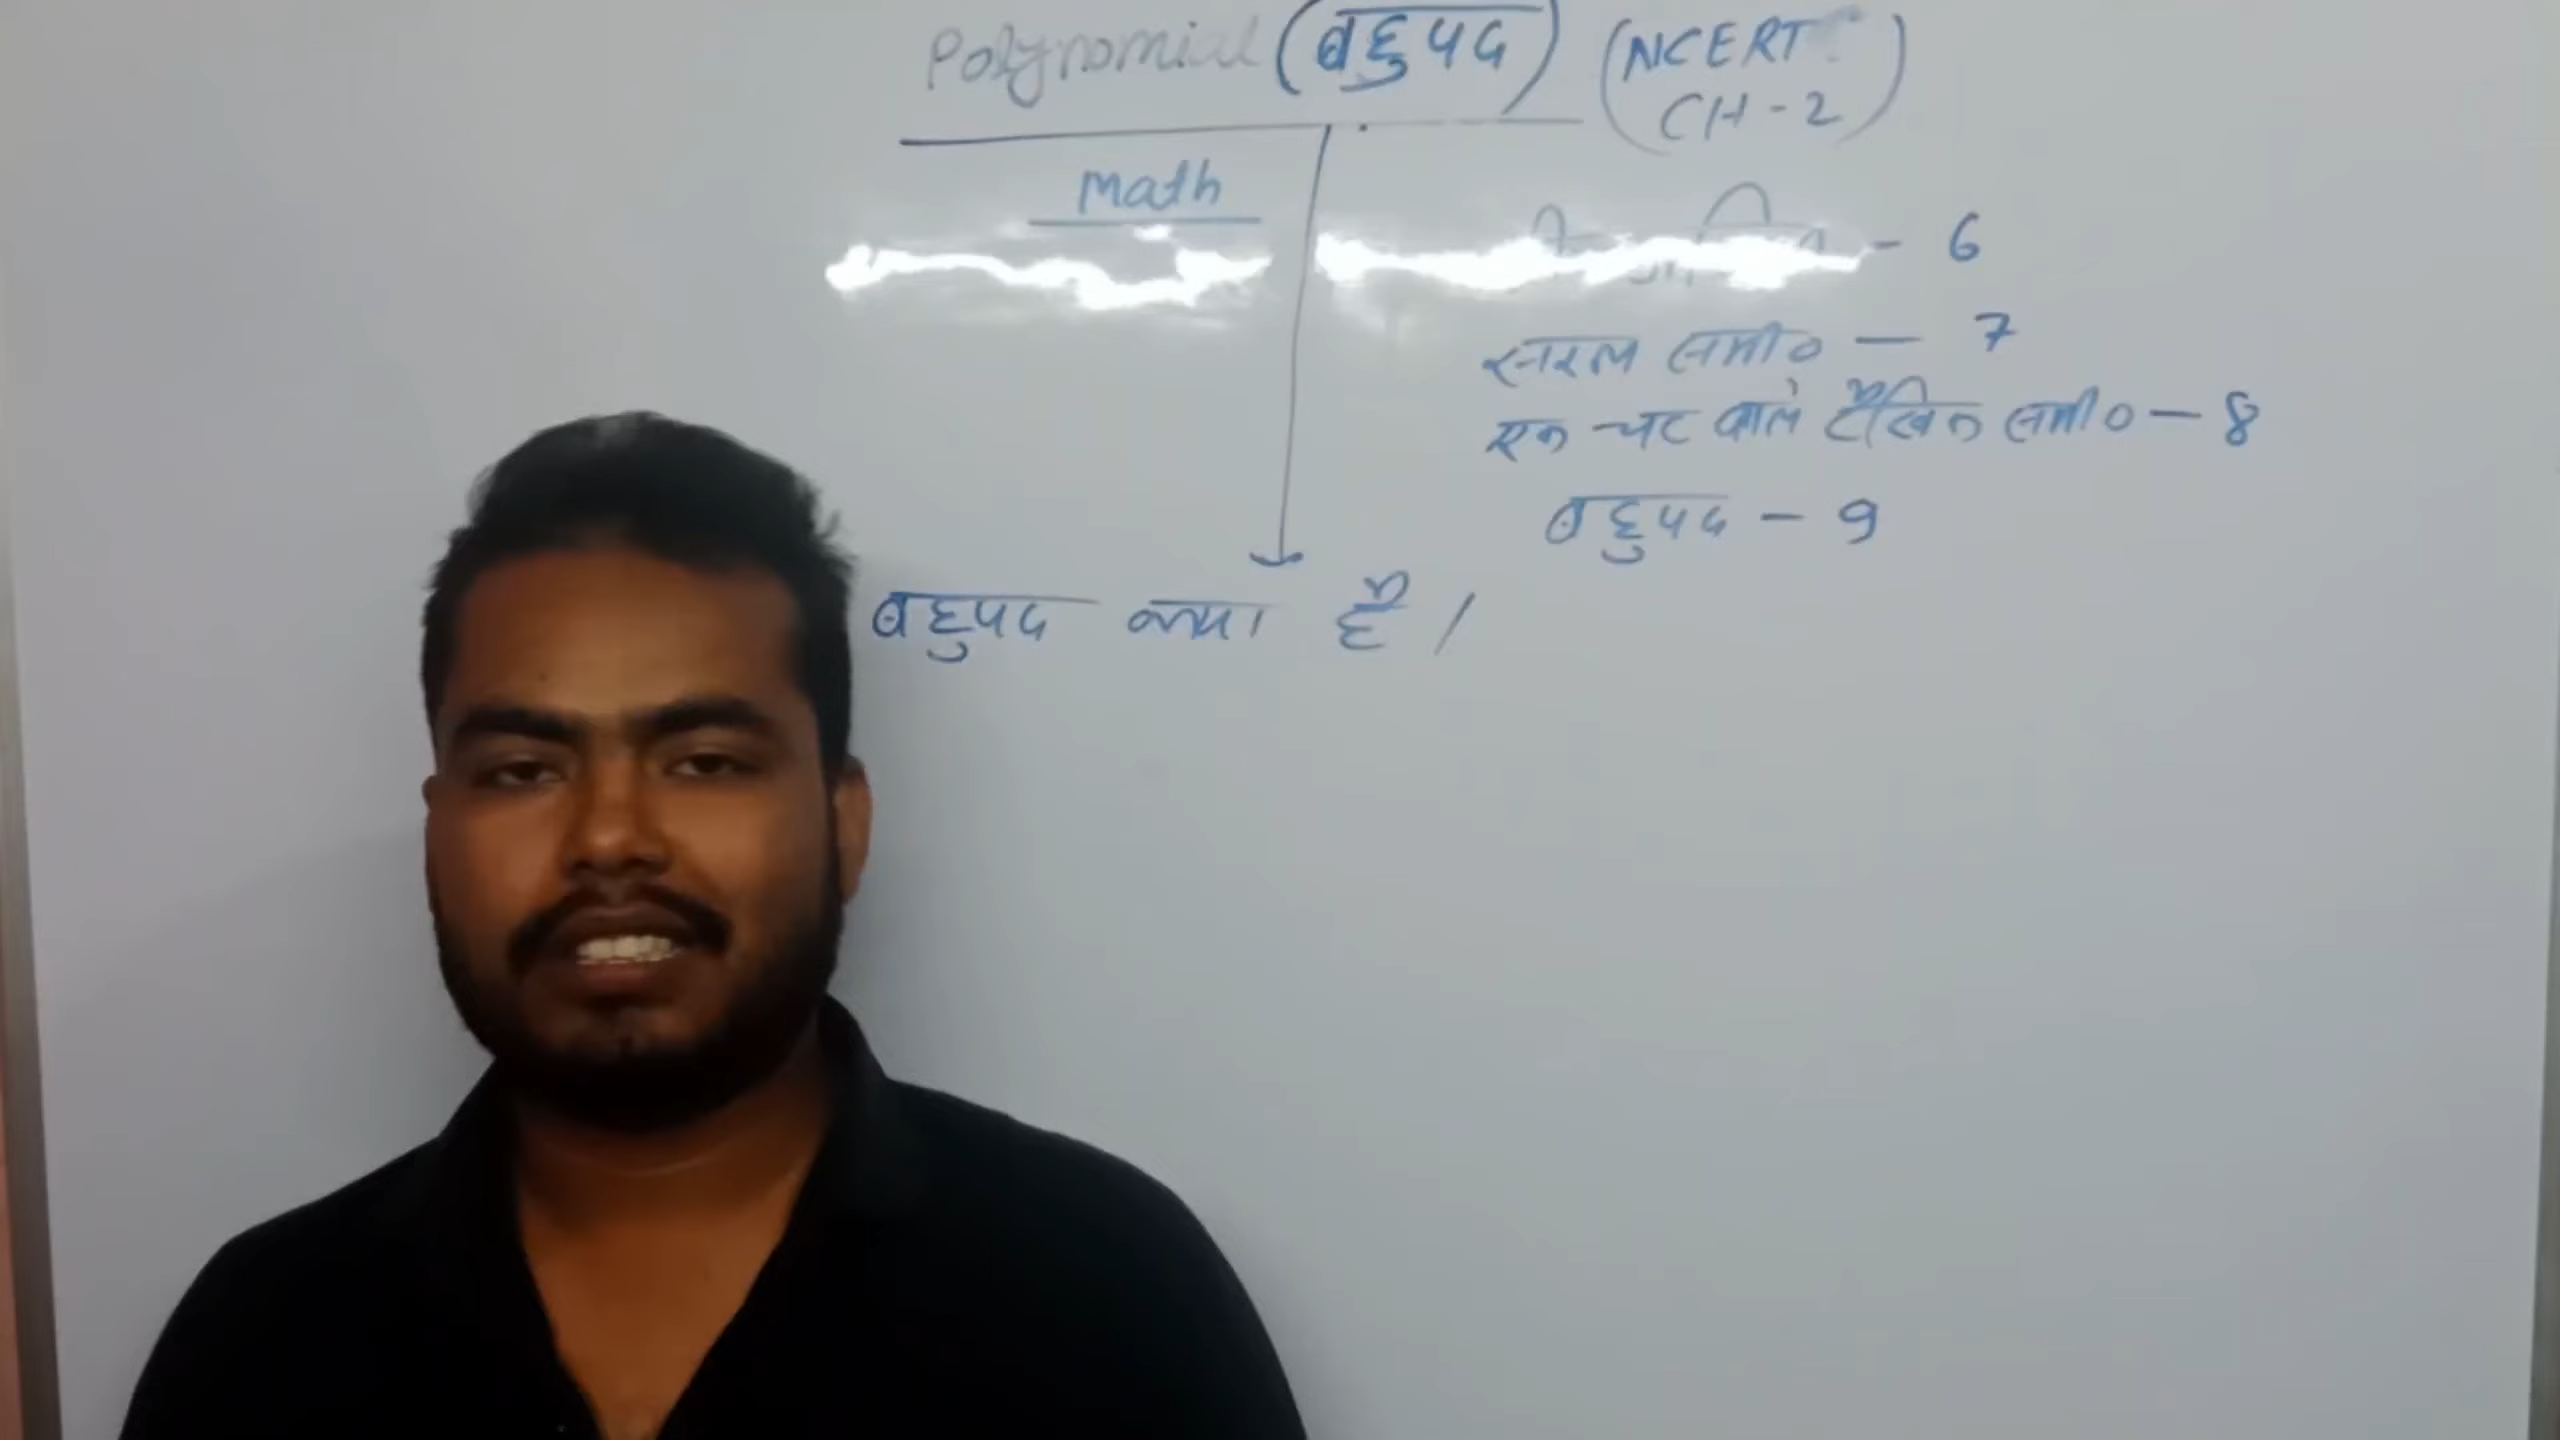 Polynomial (बहुपद) (NCERT
CH-2)
Math
- 6
सरल समी० - 7
एक चर वाले रैखिक समी० - 8
बहुपद - 9
बहुपद क्या है /